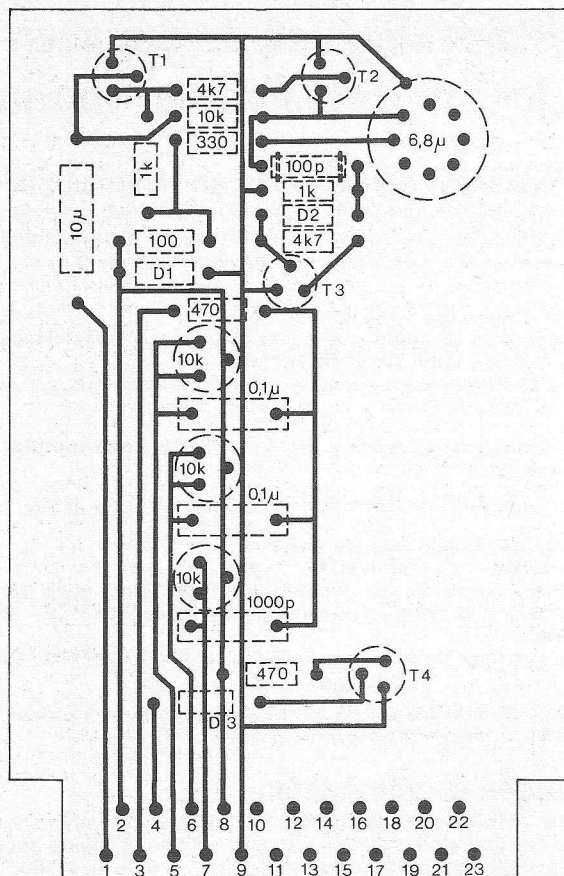 T1
T2
4k7
10k
6,8µ
330
1k
100p
1k
10µ
D2
100
4k7
D1
T3
470
10k
0,1µ
10k
0,1µ
10k
1000p
470
T4
D3
2 4 6 8 10 12 14 16 18 20 22
1 3 5 7 9 11 13 15 17 19 21 23